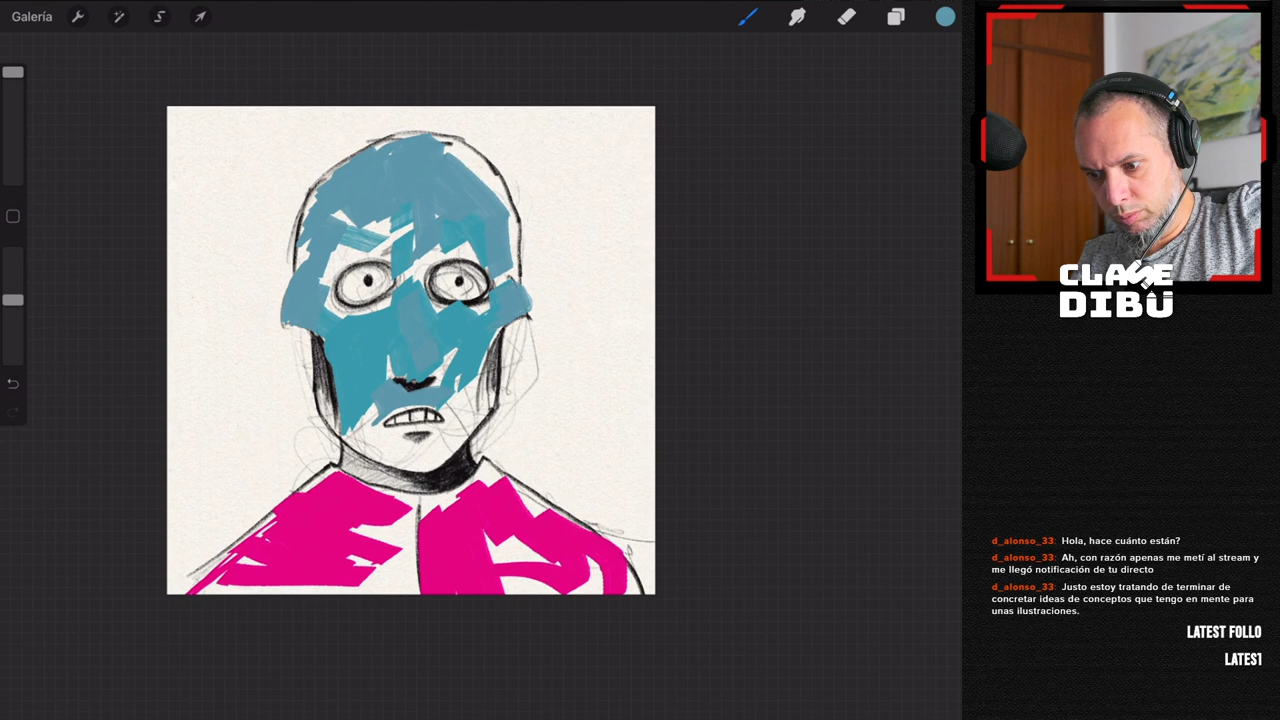 Galería
CLASE
DIBU
d_alonso_33: Hola, hace cuánto están?
d_alonso_33: Ah, con razón apenas me metí al stream y
me llegó notificación de tu directo
d_alonso_33: Justo estoy tratando de terminar de
concretar ideas de conceptos que tengo en mente para
unas ilustraciones.
LATEST FOLLO
LATEST